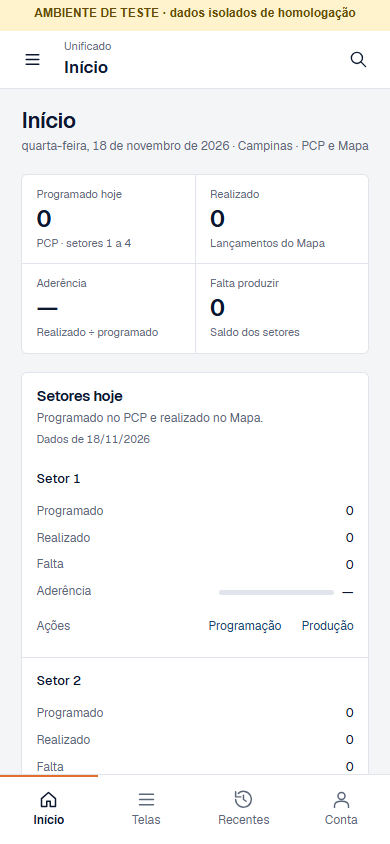 AMBIENTE DE TESTE · dados isolados de homologação
Unificado
Início
Início
quarta-feira, 18 de novembro de 2026 · Campinas · PCP e Mapa
Programado hoje
0
PCP · setores 1 a 4
Realizado
0
Lançamentos do Mapa
Aderência
—
Realizado ÷ programado
Falta produzir
0
Saldo dos setores
Setores hoje
Programado no PCP e realizado no Mapa.
Dados de 18/11/2026
Setor 1
Programado 0
Realizado 0
Falta 0
Aderência —
Ações Programação Produção
Setor 2
Programado 0
Realizado 0
Falta 0
Início Telas Recentes Conta